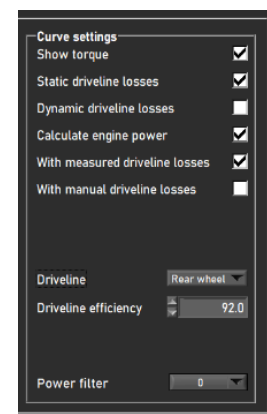 Curve settings
Show torque
Static driveline losses
Dynamic driveline losses
Calculate engine power
With measured driveline losses
With manual driveline losses
Driveline Rear wheel
Driveline efficiency 92.0
Power filter 0